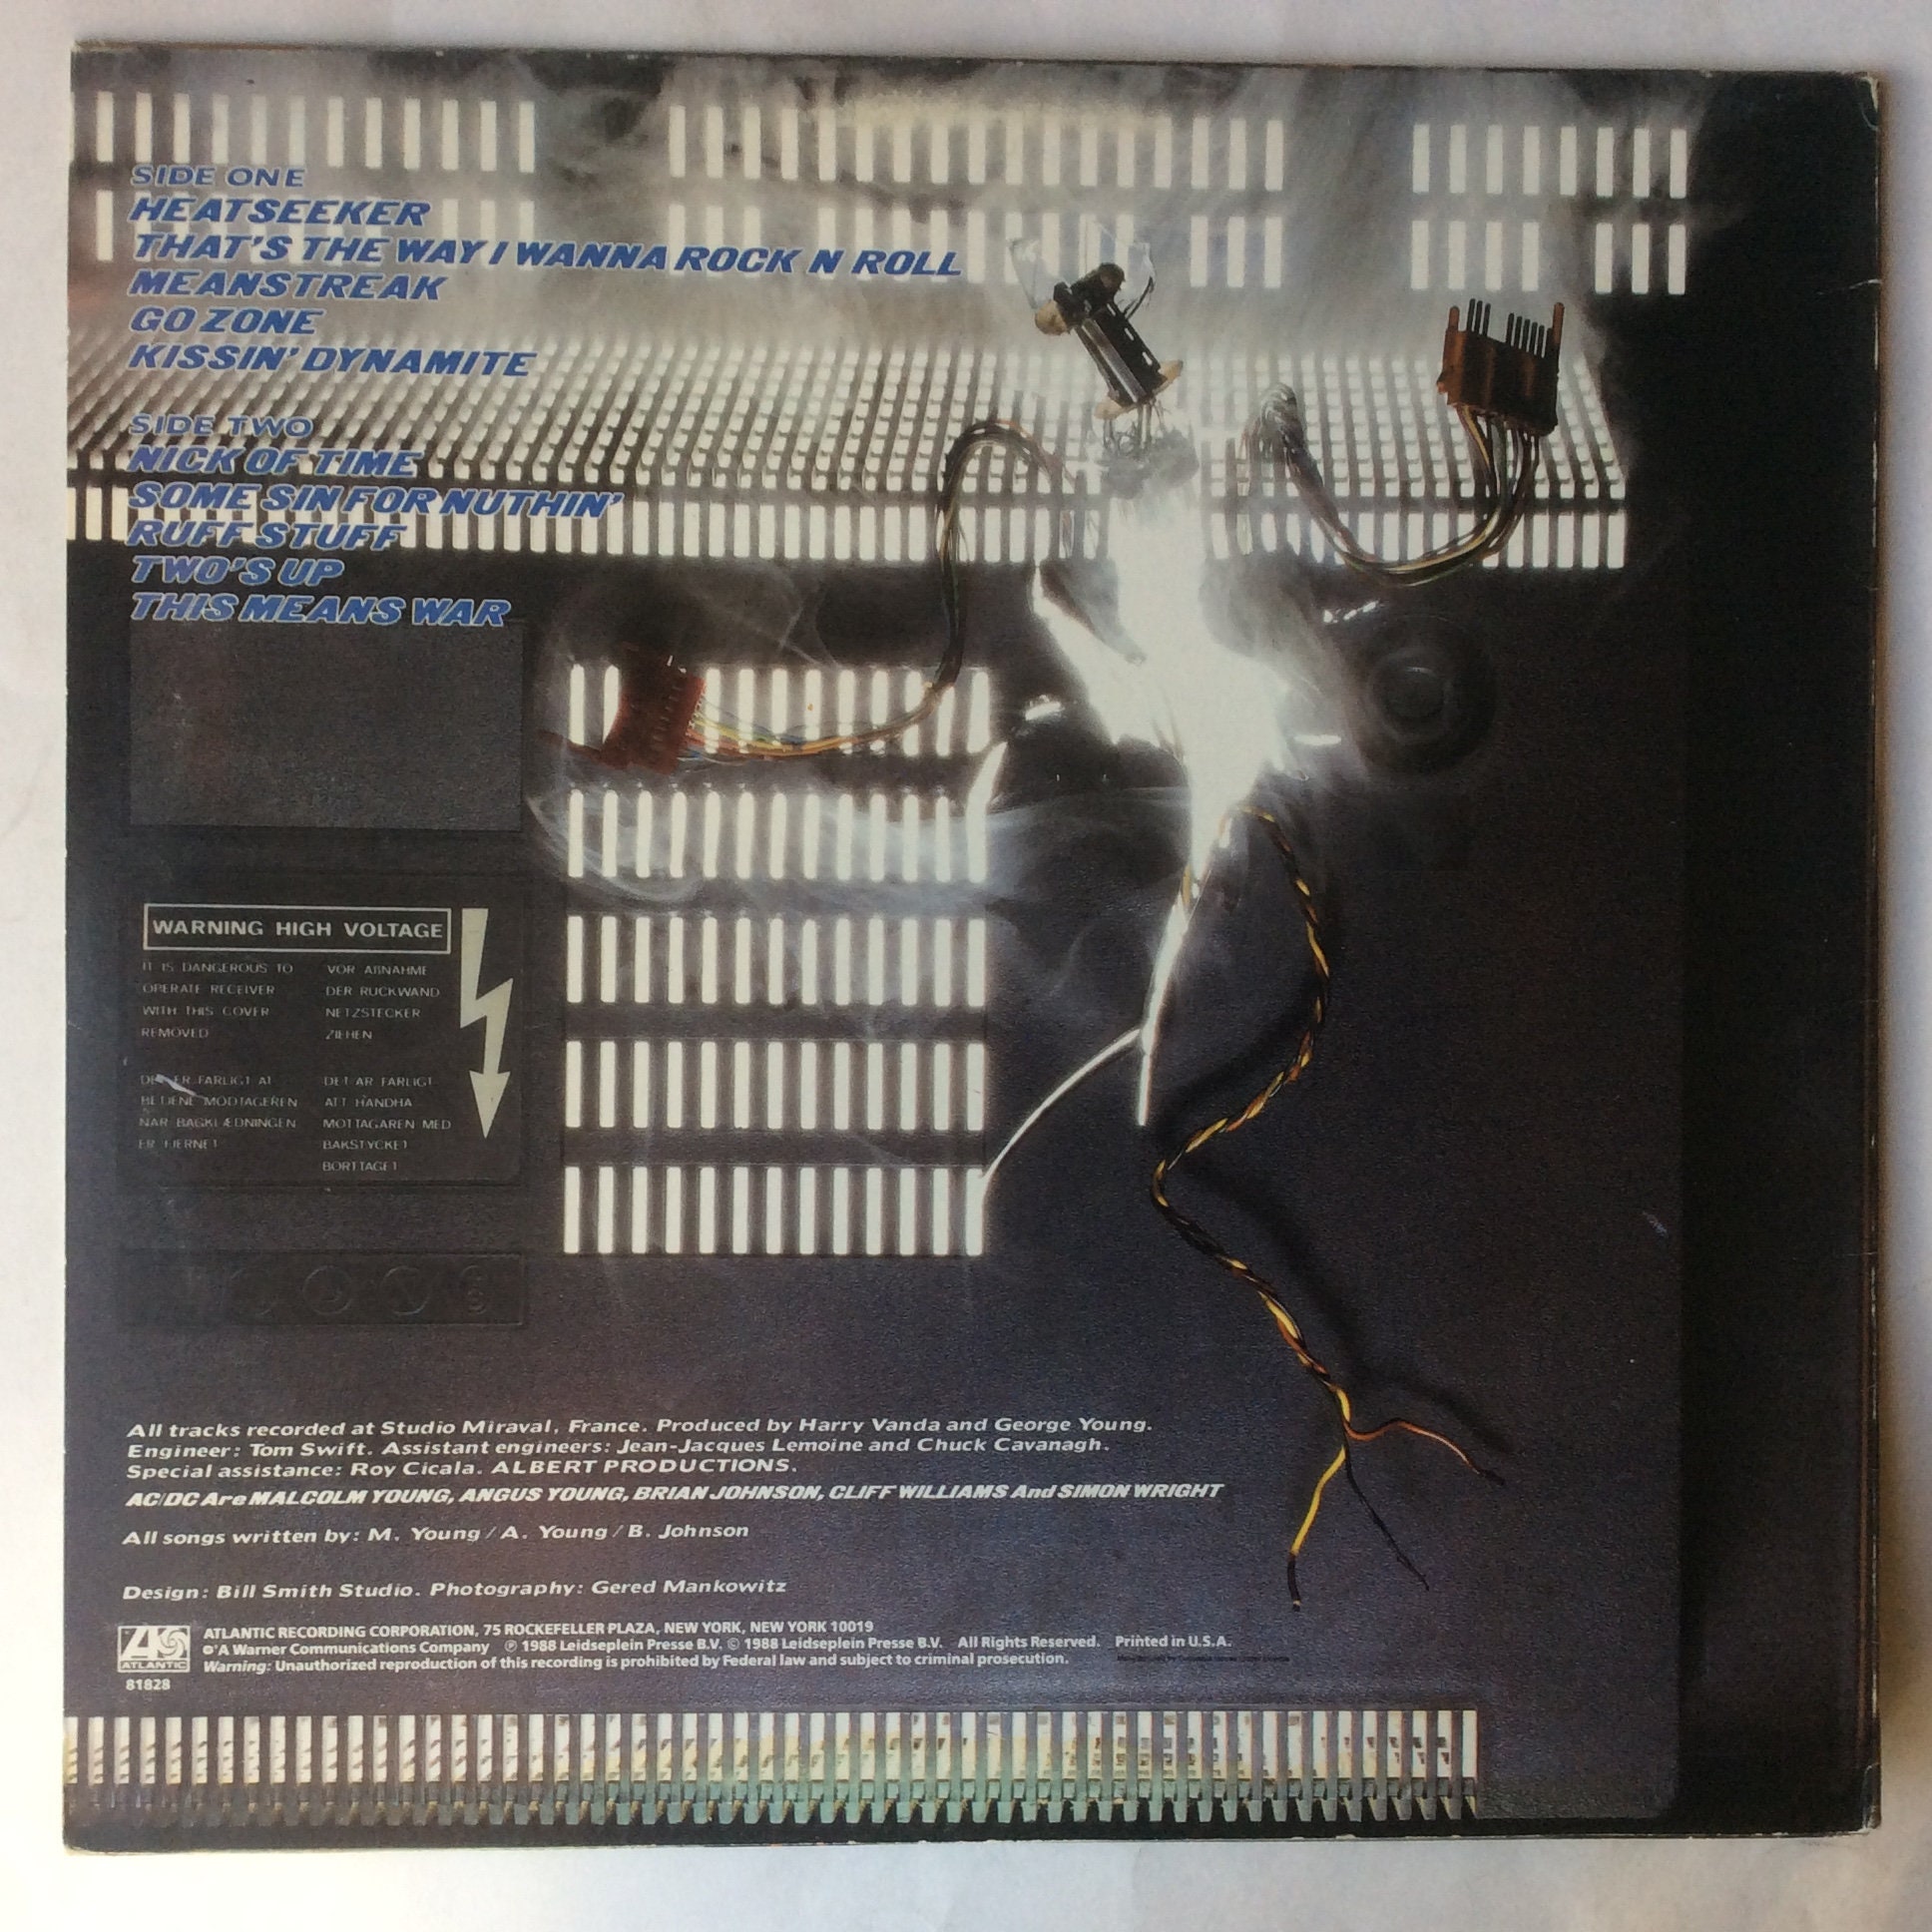 SIDE ONE
HEATSEEKER
THAT'S THE WAY I WANNA ROCK N ROLL
MEANSTREAK
GO ZONE
KISSIN' DYNAMITE
SIDE TWO
NICK OF TIME
SOME SIN FOR NUTHIN'
RUFF STUFF
TWO'S UP
THIS MEANS WAR
WARNING HIGH VOLTAGE
IT IS DANGEROUS TO
OPERATE RECEIVER
WITH THIS COVER
REMOVED
VOR ABNAHME
DER RUCKWAND
NETZSTECKER
ZIEHEN
ER FARLIGT AT
BETJENE MODTAGEREN
NAR BAGKLÆDNINGEN
ER FJERNET
DET AR FARLIGT
ATT HANDHA
MOTTAGAREN MED
BAKSTYCKET
BORTTAGET
All tracks recorded at Studio Miraval, France. Produced by Harry Vanda and George Young.
Engineer: Tom Swift. Assistant engineers: Jean-Jacques Lemoine and Chuck Cavanagh.
Special assistance: Roy Cicala. ALBERT PRODUCTIONS.
AC/DC Are MALCOLM YOUNG, ANGUS YOUNG, BRIAN JOHNSON, CLIFF WILLIAMS And SIMON WRIGHT
All songs written by: M. Young / A. Young / B. Johnson
Design: Bill Smith Studio. Photography: Gered Mankowitz
ATLANTIC
81828
ATLANTIC RECORDING CORPORATION, 75 ROCKEFELLER PLAZA, NEW YORK, NEW YORK 10019
A Warner Communications Company ℗ 1988 Leidseplein Presse B.V. © 1988 Leidseplein Presse B.V. All Rights Reserved. Printed in U.S.A.
Warning: Unauthorized reproduction of this recording is prohibited by Federal law and subject to criminal prosecution.